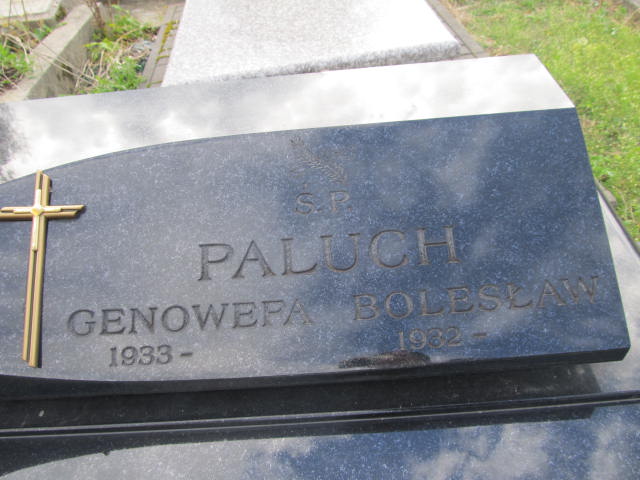 Ś.P.
PALUCH
GENOWEFA BOLESŁAW
1933 - 1932 -